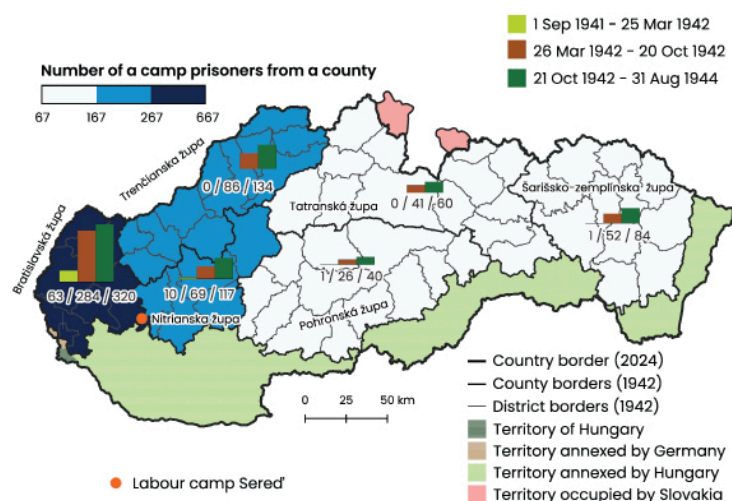 1 Sep 1941 - 25 Mar 1942
26 Mar 1942 - 20 Oct 1942
21 Oct 1942 - 31 Aug 1944
Number of a camp prisoners from a county
67 167 267 667
Trenčianska župa
0 / 86 / 134
Tatranská župa
0 / 41 / 60
Šarišsko-zemplínska župa
1 / 52 / 84
Bratislavská župa
63 / 284 / 320
10 / 69 / 117
Nitrianska župa
1 / 26 / 40
Pohronská župa
0 25 50 km
Country border (2024)
County borders (1942)
District borders (1942)
Territory of Hungary
Territory annexed by Germany
Territory annexed by Hungary
Territory occupied by Slovakia
Labour camp Sereď